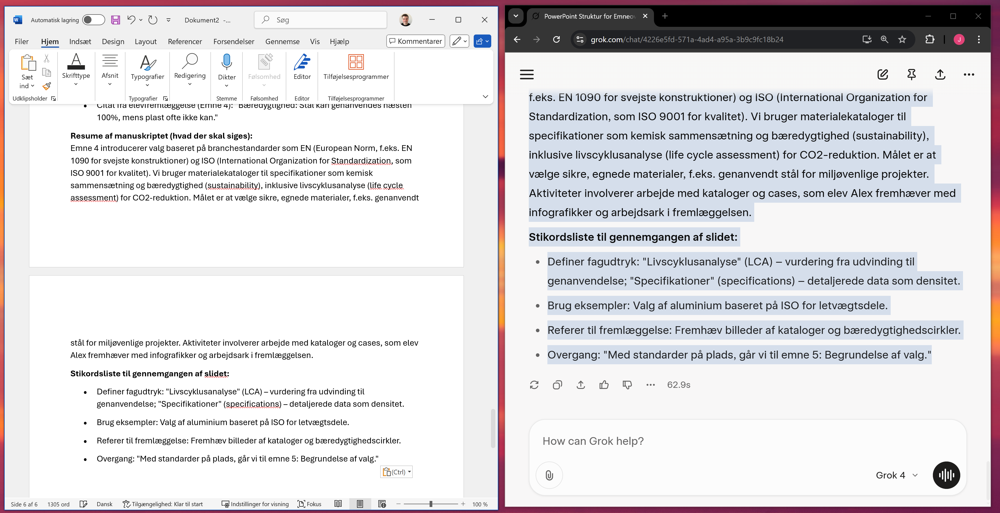 Automatisk lagring
Dokument2 -...
Søg
Filer
Hjem
Indsæt
Design
Layout
Referencer
Forsendelser
Gennemse
Vis
Hjælp
Kommentarer
Sæt
ind
Skrifttype
Afsnit
Typografier
Redigering
Dikter
Følsomhed
Editor
Tilføjelsesprogrammer
Udklipsholder
Typografier
Stemme
Følsomhed
Editor
Tilføjelsesprogrammer
Citat fra elevfremlæggelse (Emne 4): "Bæredygtighed: Stål kan genanvendes næsten
100%, mens plast ofte ikke kan."
Resume af manuskriptet (hvad der skal siges):
Emne 4 introducerer valg baseret på branchestandarder som EN (European Norm, f.eks. EN
1090 for svejste konstruktioner) og ISO (International Organization for Standardization, som
ISO 9001 for kvalitet). Vi bruger materialekataloger til specifikationer som kemisk
sammensætning og bæredygtighed (sustainability), inklusive livscyklusanalyse (life cycle
assessment) for CO2-reduktion. Målet er at vælge sikre, egnede materialer, f.eks. genanvendt
stål for miljøvenlige projekter. Aktiviteter involverer arbejde med kataloger og cases, som elev
Alex fremhæver med infografikker og arbejdsark i fremlæggelsen.
Stikordsliste til gennemgangen af slidet:
Definer fagudtryk: "Livscyklusanalyse" (LCA) – vurdering fra udvinding til
genanvendelse; "Specifikationer" (specifications) – detaljerede data som densitet.
Brug eksempler: Valg af aluminium baseret på ISO for letvægtsdele.
Referer til fremlæggelse: Fremhæv billeder af kataloger og bæredygtighedscirkler.
Overgang: "Med standarder på plads, går vi til emne 5: Begrundelse af valg."
(Ctrl)
Side 6 af 6
1305 ord
Dansk
Tilgængelighed: Klar til start
Indstillinger for visning
Fokus
100 %
PowerPoint Struktur for Emneov
grok.com/chat/4226e5fd-571a-4ad4-a95a-3b9c9fc18b24
J
f.eks. EN 1090 for svejste konstruktioner) og ISO (International Organization for
Standardization, som ISO 9001 for kvalitet). Vi bruger materialekataloger til
specifikationer som kemisk sammensætning og bæredygtighed (sustainability),
inklusive livscyklusanalyse (life cycle assessment) for CO2-reduktion. Målet er at
vælge sikre, egnede materialer, f.eks. genanvendt stål for miljøvenlige projekter.
Aktiviteter involverer arbejde med kataloger og cases, som elev Alex fremhæver med
infografikker og arbejdsark i fremlæggelsen.
Stikordsliste til gennemgangen af slidet:
Definer fagudtryk: "Livscyklusanalyse" (LCA) – vurdering fra udvinding til
genanvendelse; "Specifikationer" (specifications) – detaljerede data som densitet.
Brug eksempler: Valg af aluminium baseret på ISO for letvægtsdele.
Referer til fremlæggelse: Fremhæv billeder af kataloger og bæredygtighedscirkler.
Overgang: "Med standarder på plads, går vi til emne 5: Begrundelse af valg."
62.9s
How can Grok help?
Grok 4